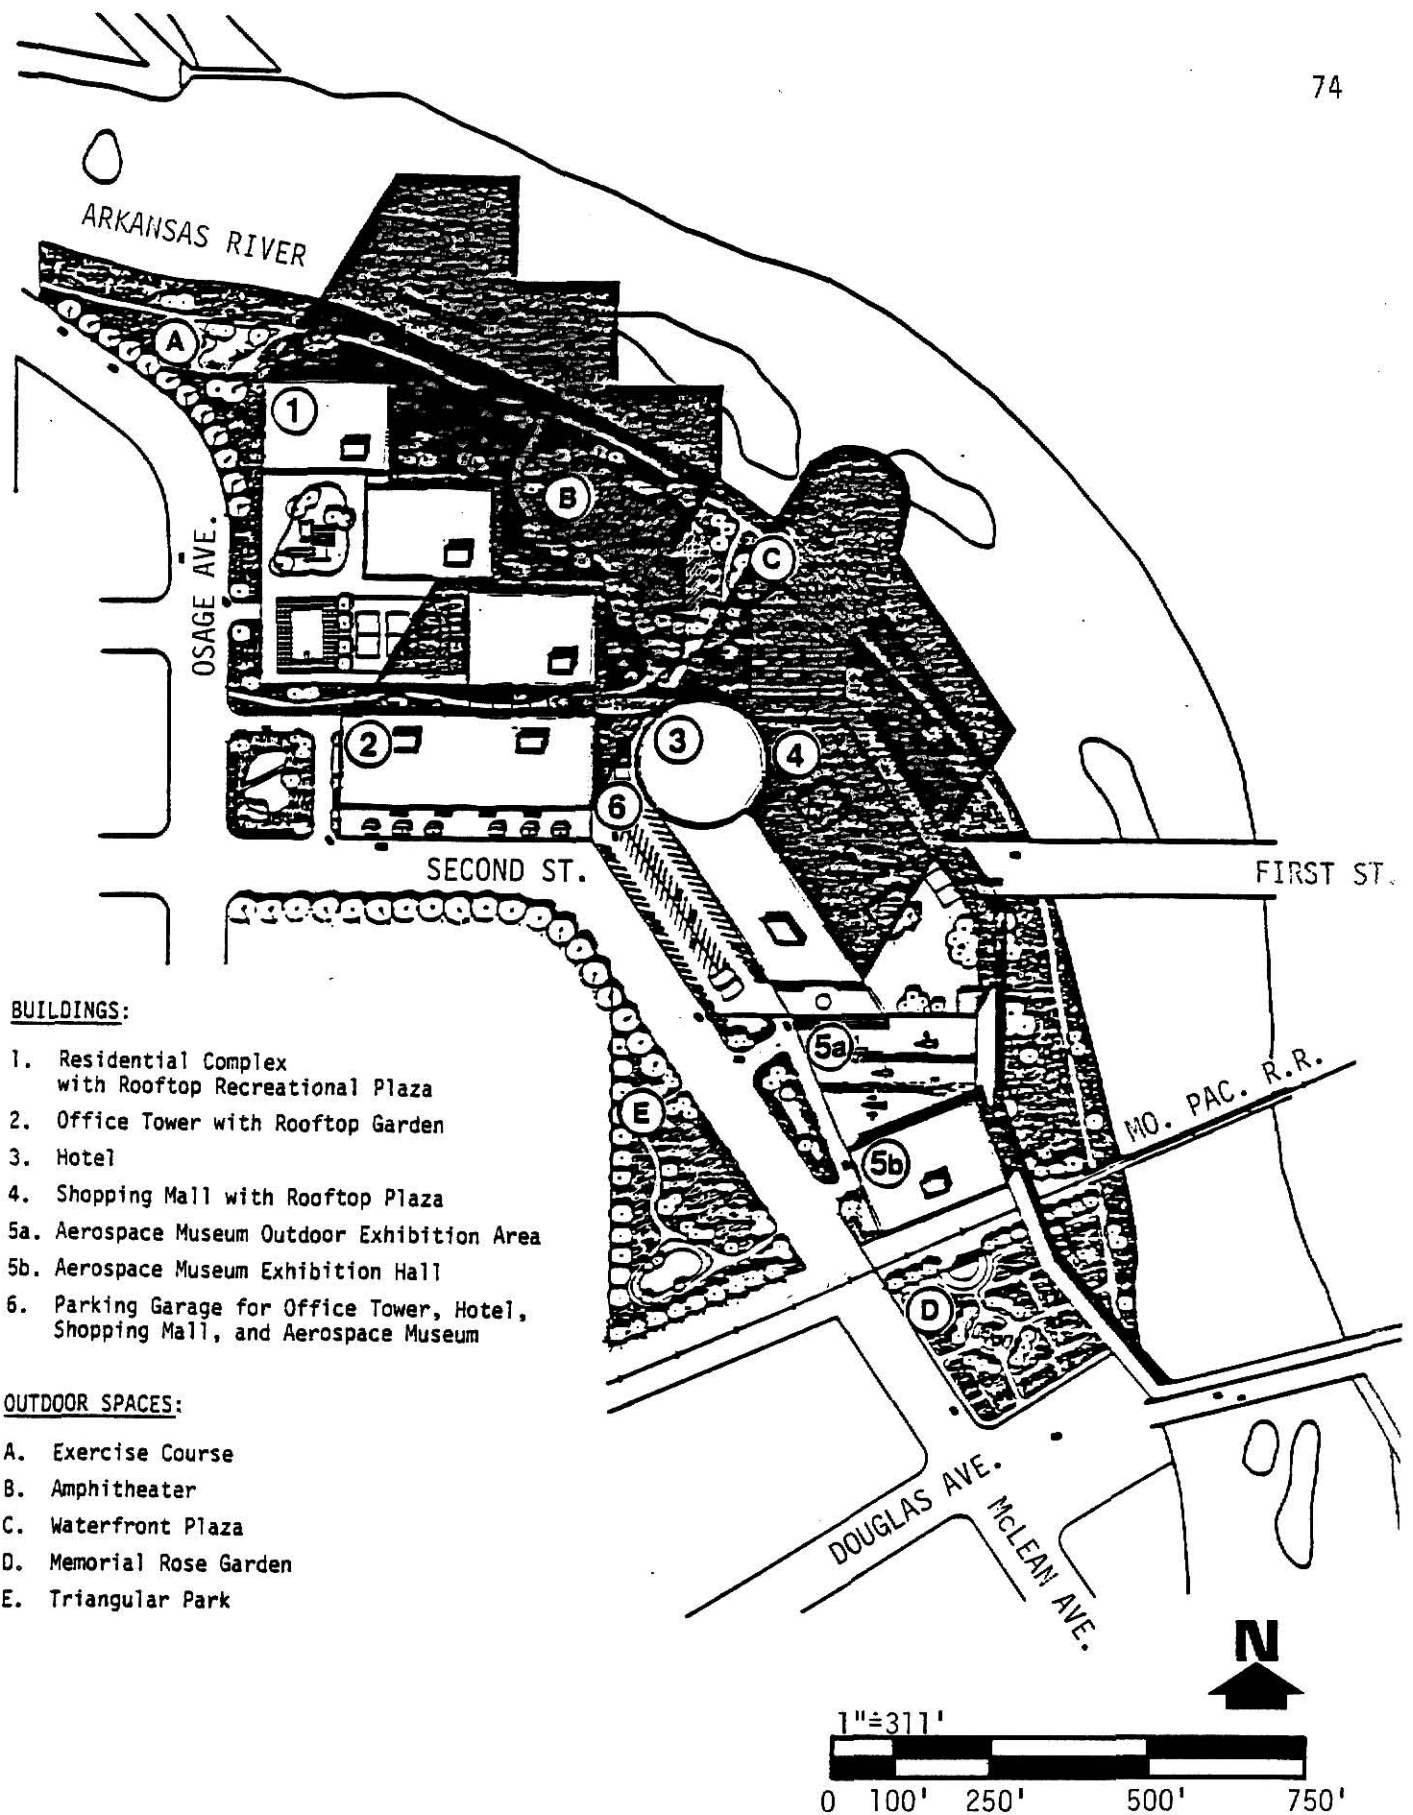 74
ARKANSAS RIVER
A
1
B
C
OSAGE AVE.
2
3
4
6
SECOND ST.
FIRST ST.
5a
E
MO. PAC. R.R.
5b
D
BUILDINGS:
1. Residential Complex
with Rooftop Recreational Plaza
2. Office Tower with Rooftop Garden
3. Hotel
4. Shopping Mall with Rooftop Plaza
5a. Aerospace Museum Outdoor Exhibition Area
5b. Aerospace Museum Exhibition Hall
6. Parking Garage for Office Tower, Hotel,
Shopping Mall, and Aerospace Museum
OUTDOOR SPACES:
A. Exercise Course
B. Amphitheater
C. Waterfront Plaza
D. Memorial Rose Garden
E. Triangular Park
DOUGLAS AVE.
McLEAN AVE.
N
1"=311'
0 100' 250' 500' 750'